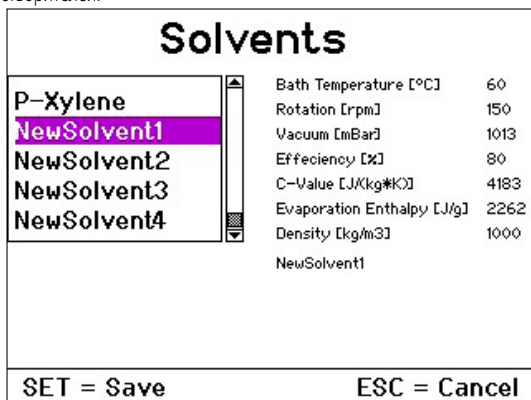 Solvents
P-Xylene
NewSolvent1
NewSolvent2
NewSolvent3
NewSolvent4
Bath Temperature [°C] 60
Rotation [rpm] 150
Vacuum [mBar] 1013
Effeciency [%] 80
C-Value [J/(kg*K)] 4183
Evaporation Enthalpy [J/g] 2262
Density [kg/m3] 1000
NewSolvent1
SET = Save ESC = Cancel